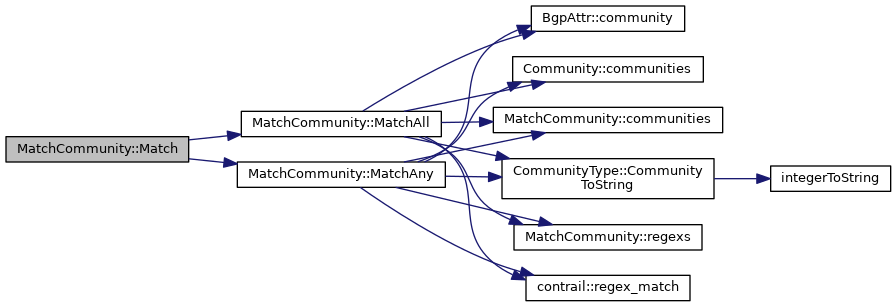 MatchCommunity::Match
MatchCommunity::MatchAll
MatchCommunity::MatchAny
BgpAttr::community
Community::communities
MatchCommunity::communities
CommunityType::Community
ToString
MatchCommunity::regexs
contrail::regex_match
integerToString